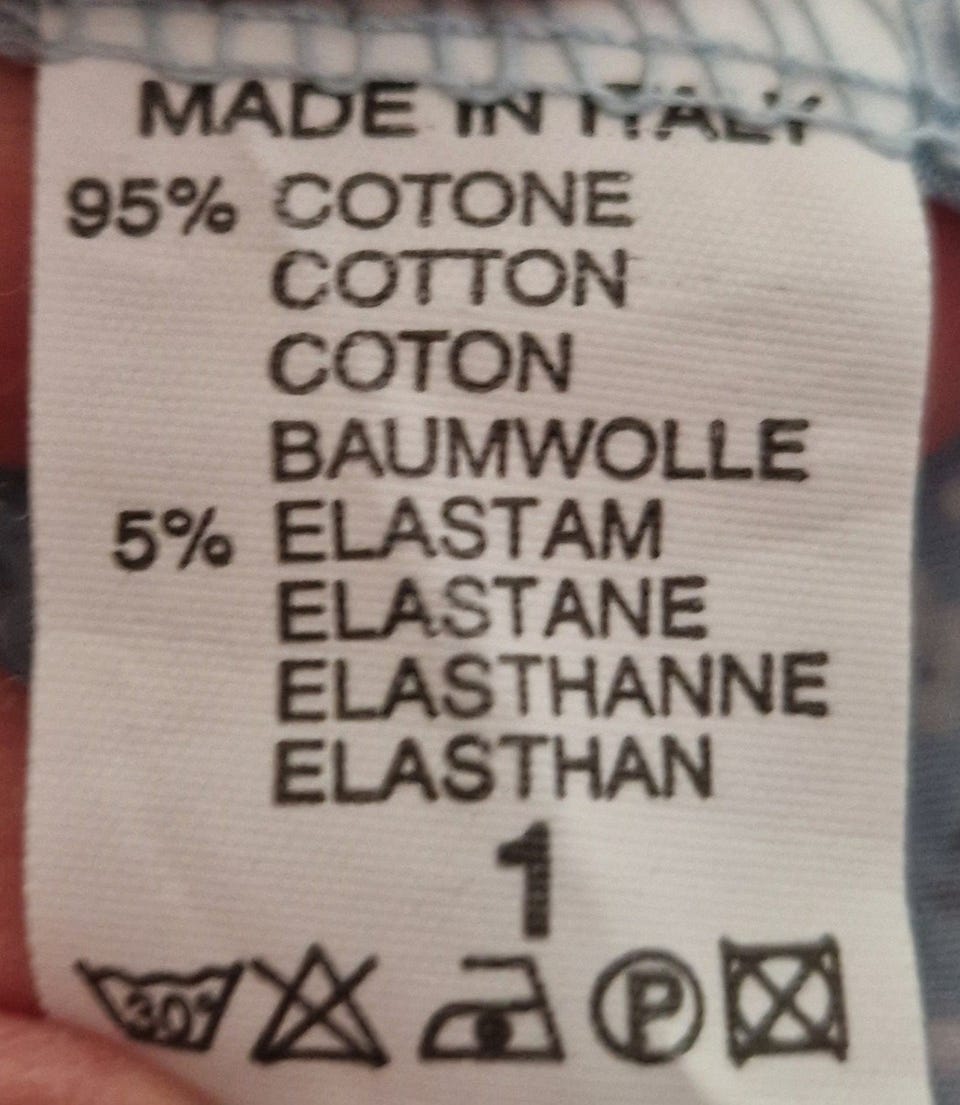 MADE IN ITALY
95% COTONE
COTTON
COTON
BAUMWOLLE
5% ELASTAM
ELASTANE
ELASTHANNE
ELASTHAN
1
30° P